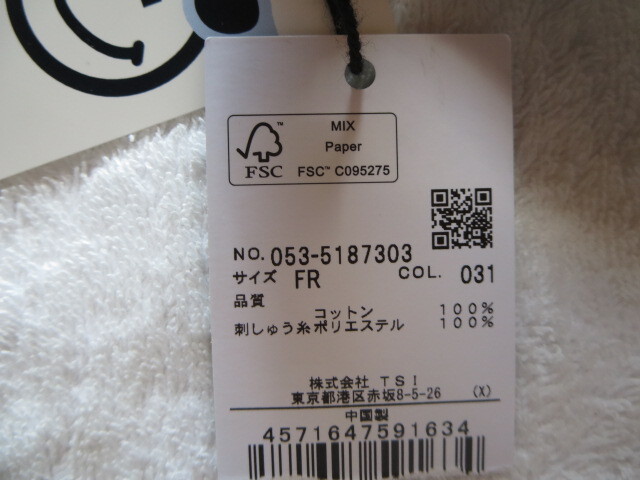 MIX
Paper
FSC™ FSC™ C095275
NO. 053-5187303
サイズ FR COL. 031
品質
コットン 100%
刺しゅう糸ポリエステル 100%
株式会社 TSI
東京都港区赤坂8-5-26 (X)
中国製
4571647591634